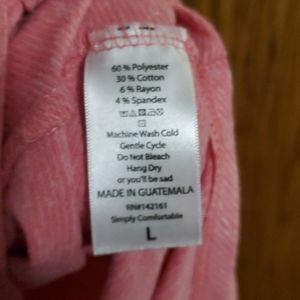 60% Polyester
30% Cotton
6% Rayon
4% Spandex
Machine Wash Cold
Gentle Cycle
Do Not Bleach
Hang Dry
or you'll be sad
MADE IN GUATEMALA
RN#142161
Simply Comfortable
L